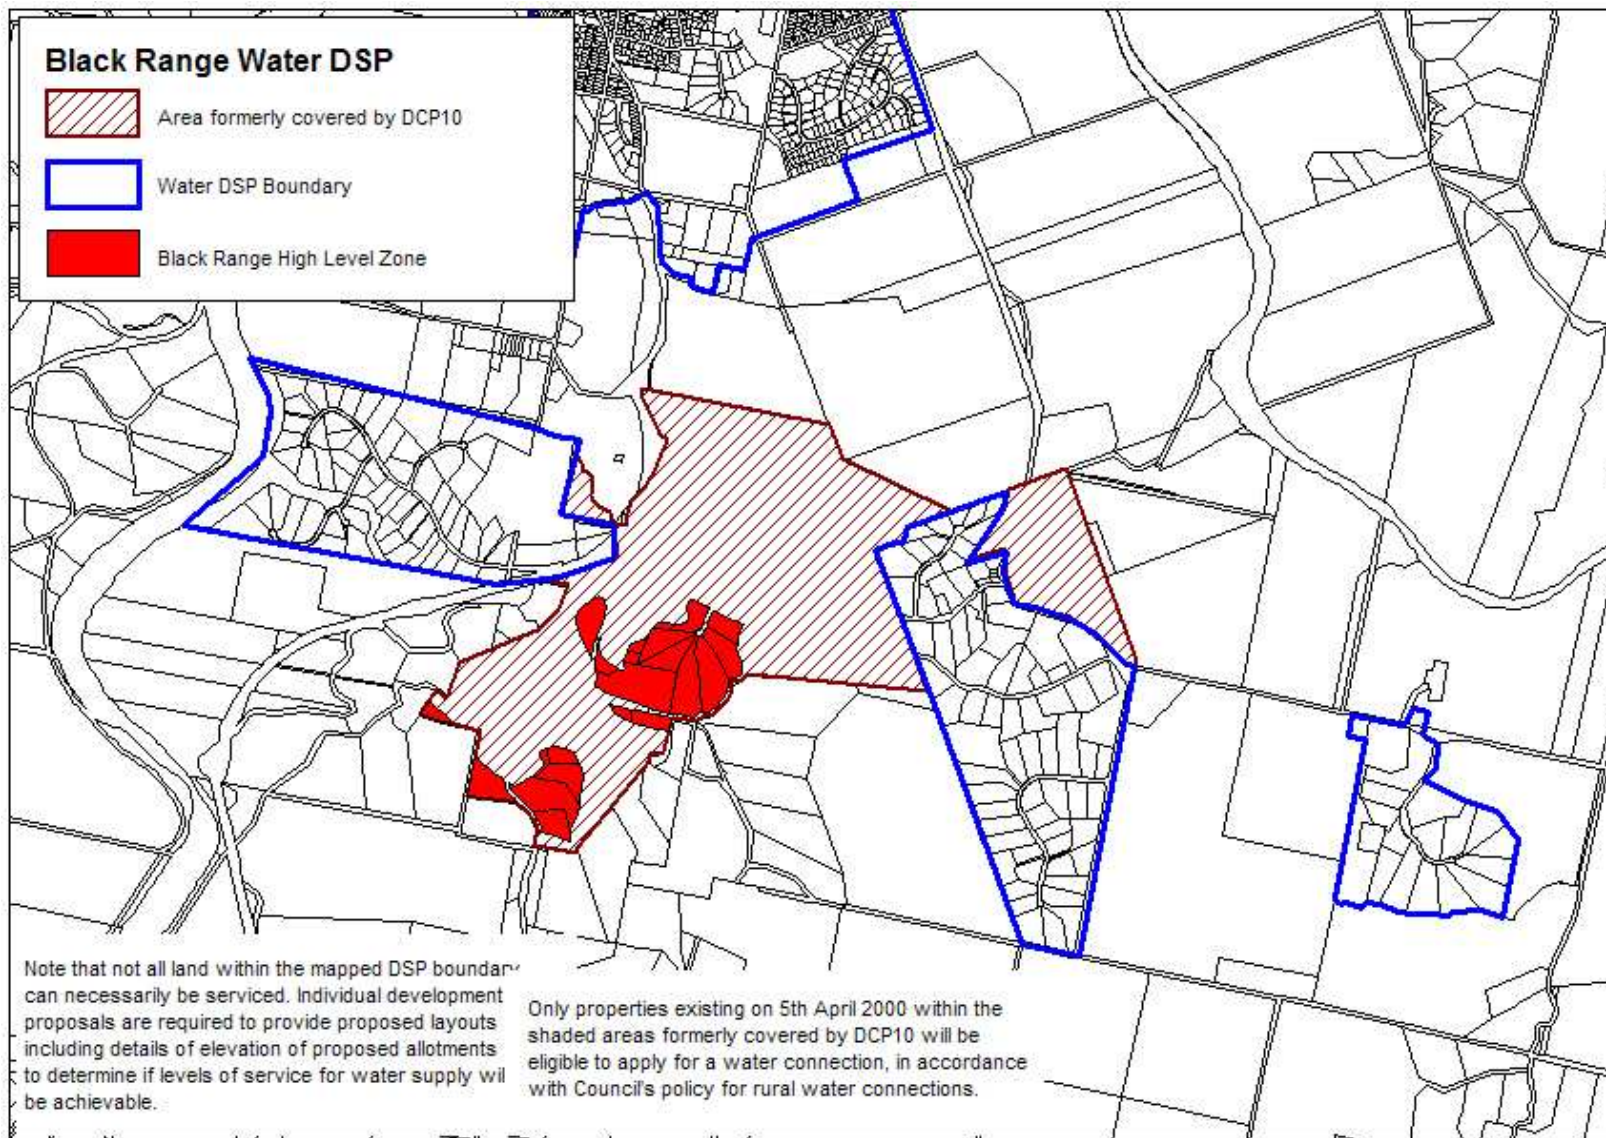 Black Range Water DSP
Area formerly covered by DCP10
Water DSP Boundary
Black Range High Level Zone
Note that not all land within the mapped DSP boundary
can necessarily be serviced. Individual development
proposals are required to provide proposed layouts
including details of elevation of proposed allotments
to determine if levels of service for water supply wil
be achievable.
Only properties existing on 5th April 2000 within the
shaded areas formerly covered by DCP10 will be
eligible to apply for a water connection, in accordance
with Council's policy for rural water connections.